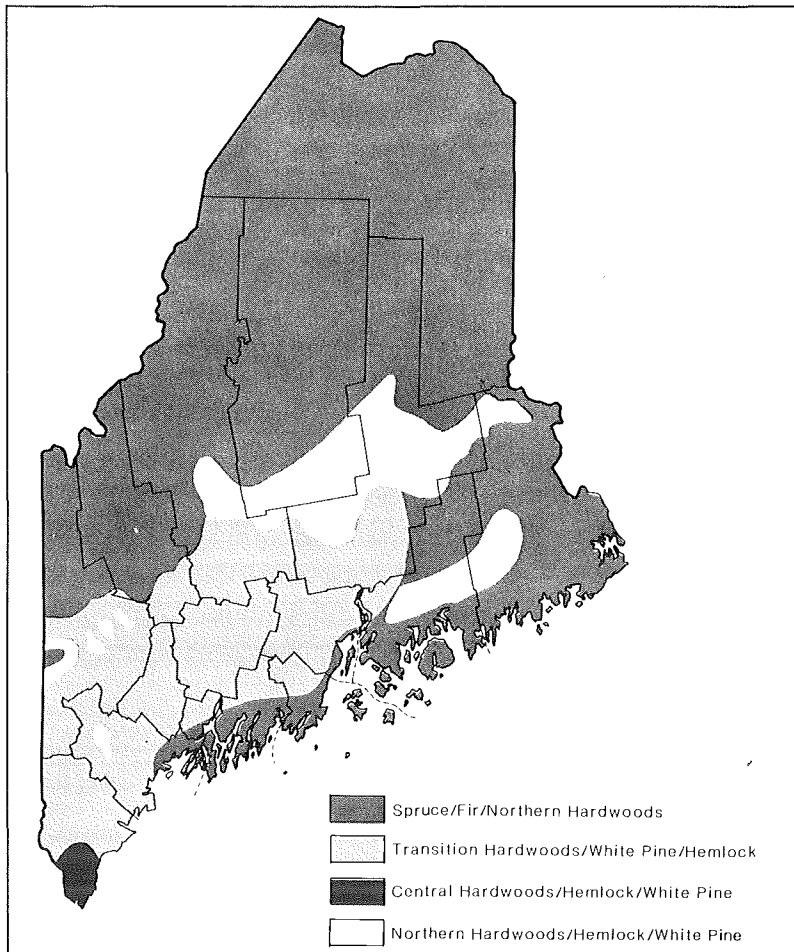 Spruce/Fir/Northern Hardwoods
Transition Hardwoods/White Pine/Hemlock
Central Hardwoods/Hemlock/White Pine
Northern Hardwoods/Hemlock/White Pine